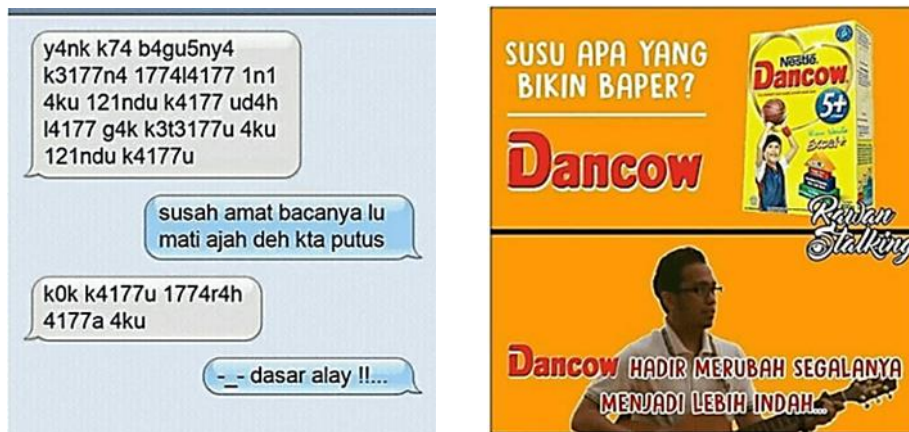 y4nk k74 b4gu5ny4
k3177n4 1774l4177 1n1
4ku 121ndu k4177 ud4h
l4177 g4k k3t3177u 4ku
121ndu k4177u
susah amat bacanya lu
mati ajah deh kta putus
k0k k4177u 1774r4h
4177a 4ku
-_- dasar alay !!...
SUSU APA YANG
BIKIN BAPER?
Dancow
Nestle.
Dancow
5+
Excel+
Rawan
Stalking
Dancow HADIR MERUBAH SEGALANYA
MENJADI LEBIH INDAH...